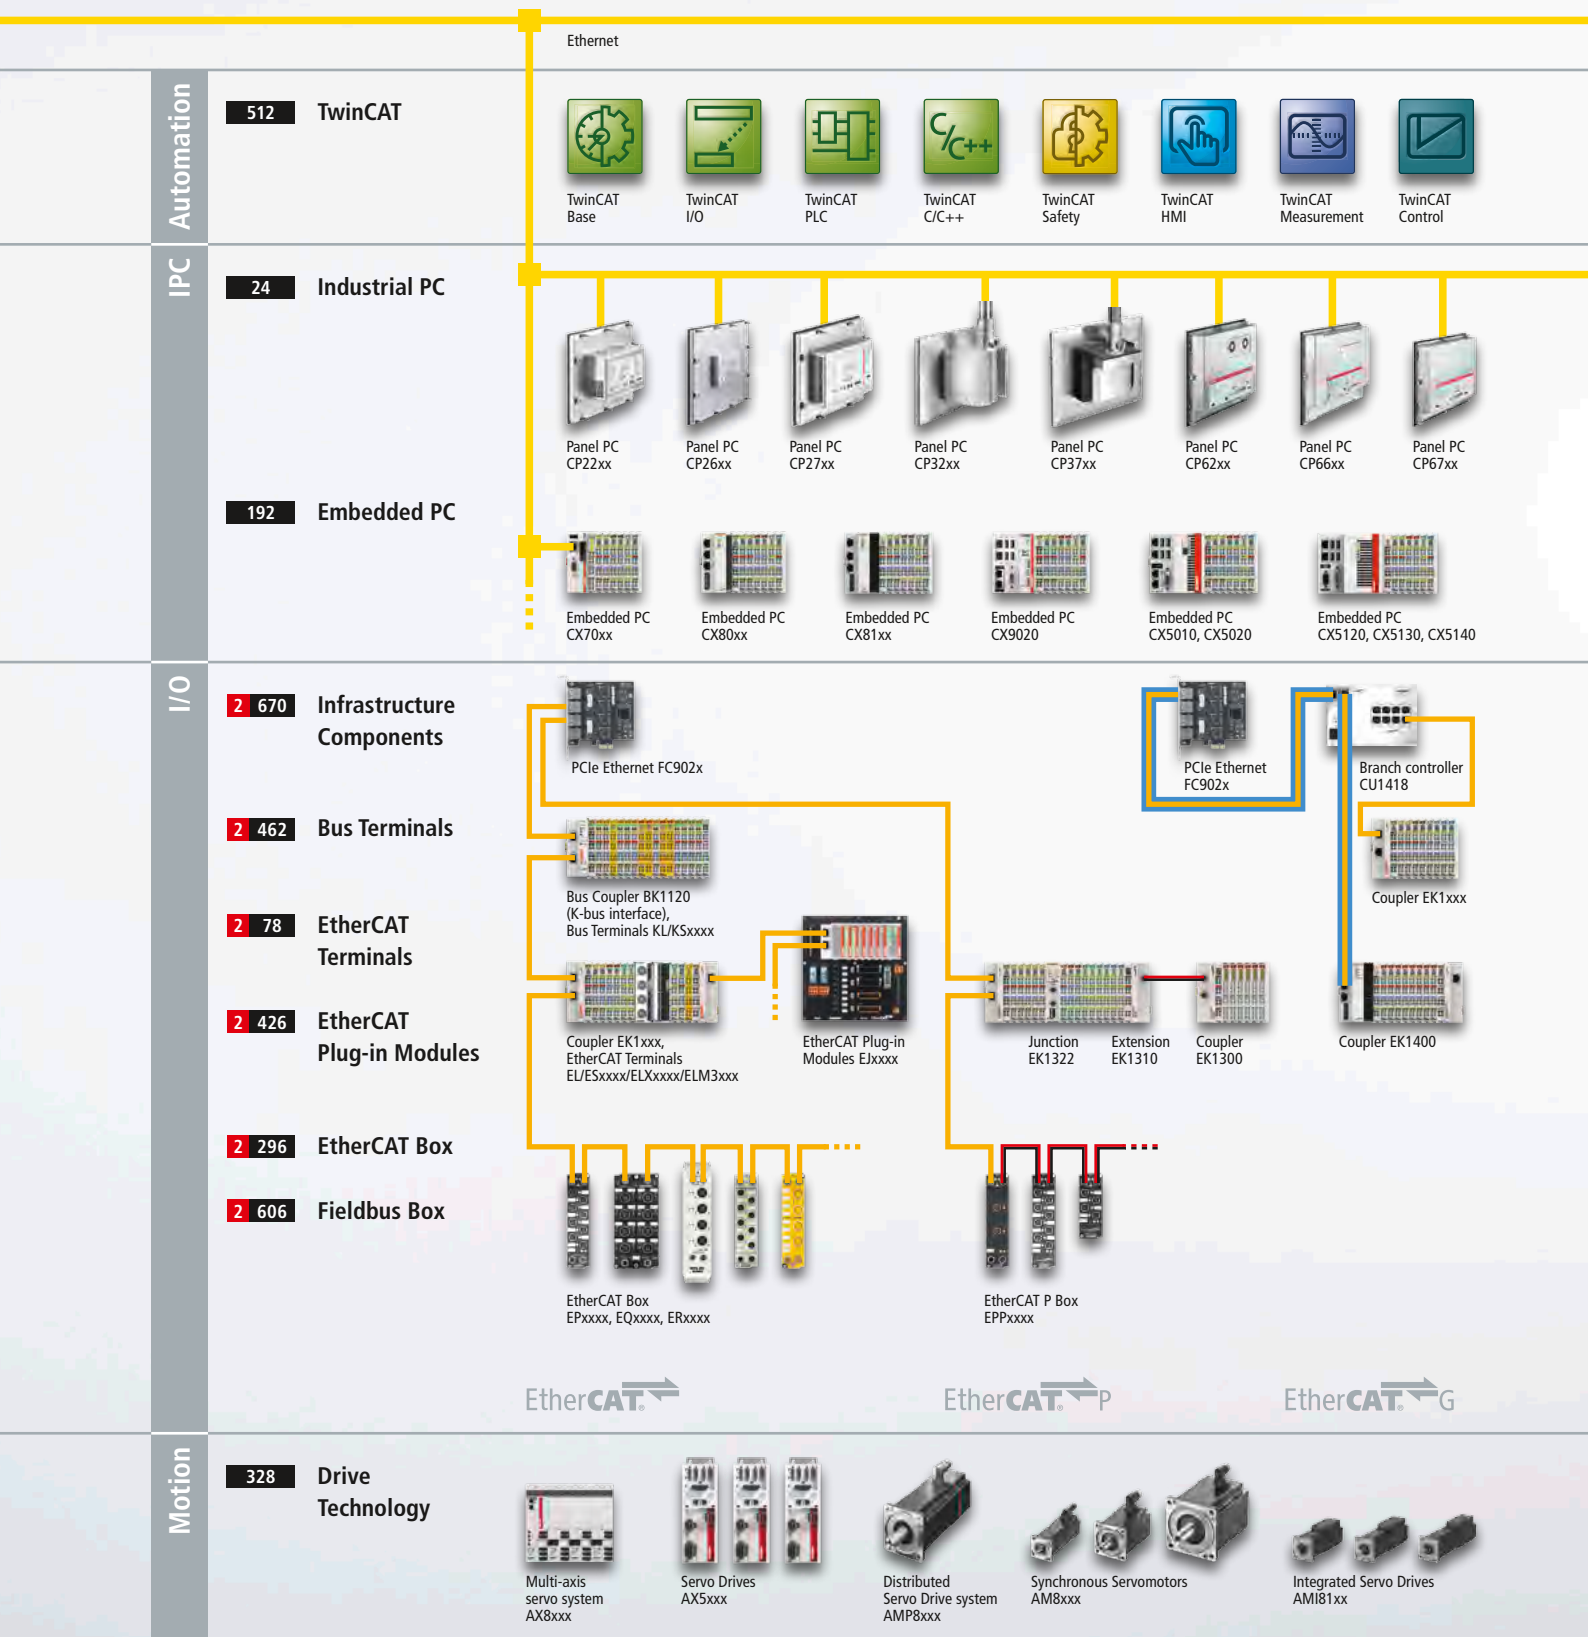 Ethernet
Automation
512 TwinCAT
C/C++
TwinCAT
Base
TwinCAT
I/O
TwinCAT
PLC
TwinCAT
C/C++
TwinCAT
Safety
TwinCAT
HMI
TwinCAT
Measurement
TwinCAT
Control
IPC
24 Industrial PC
Panel PC
CP22xx
Panel PC
CP26xx
Panel PC
CP27xx
Panel PC
CP32xx
Panel PC
CP37xx
Panel PC
CP62xx
Panel PC
CP66xx
Panel PC
CP67xx
192 Embedded PC
Embedded PC
CX70xx
Embedded PC
CX80xx
Embedded PC
CX81xx
Embedded PC
CX9020
Embedded PC
CX5010, CX5020
Embedded PC
CX5120, CX5130, CX5140
I/O
2 670 Infrastructure
Components
PCIe Ethernet FC902x
PCIe Ethernet
FC902x
Branch controller
CU1418
2 462 Bus Terminals
Bus Coupler BK1120
(K-bus interface),
Bus Terminals KL/KSxxxx
Coupler EK1xxx
2 78 EtherCAT
Terminals
2 426 EtherCAT
Plug-in Modules
Coupler EK1xxx,
EtherCAT Terminals
EL/ESxxxx/ELXxxxx/ELM3xxx
EtherCAT Plug-in
Modules EJxxxx
Junction
EK1322
Extension
EK1310
Coupler
EK1300
Coupler EK1400
2 296 EtherCAT Box
2 606 Fieldbus Box
EtherCAT Box
EPxxxx, EQxxxx, ERxxxx
EtherCAT P Box
EPPxxxx
EtherCAT®
EtherCAT® P
EtherCAT® G
Motion
328 Drive
Technology
Multi-axis
servo system
AX8xxx
Servo Drives
AX5xxx
Distributed
Servo Drive system
AMP8xxx
Synchronous Servomotors
AM8xxx
Integrated Servo Drives
AMI81xx